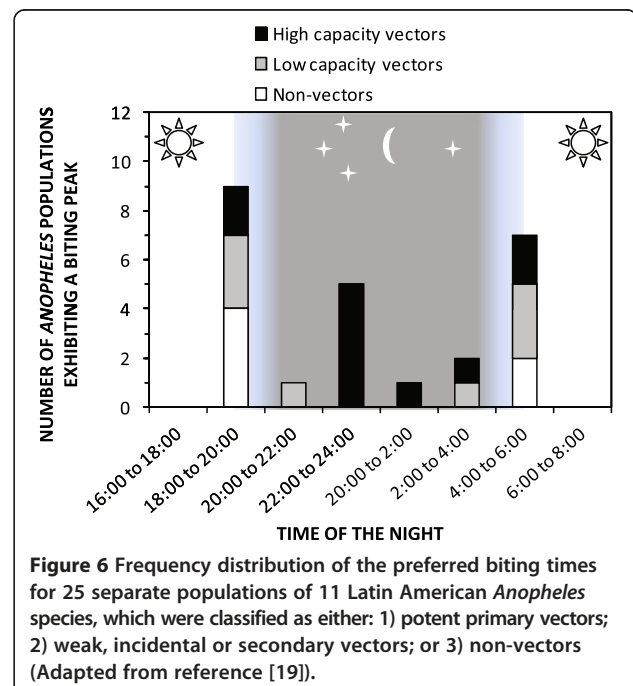 High capacity vectors
Low capacity vectors
Non-vectors
NUMBER OF ANOPHELES POPULATIONS
EXHIBITING A BITING PEAK
12
10
8
6
4
2
0
16:00 to 18:00
18:00 to 20:00
20:00 to 22:00
22:00 to 24:00
20:00 to 2:00
2:00 to 4:00
4:00 to 6:00
6:00 to 8:00
TIME OF THE NIGHT
Figure 6 Frequency distribution of the preferred biting times
for 25 separate populations of 11 Latin American Anopheles
species, which were classified as either: 1) potent primary vectors;
2) weak, incidental or secondary vectors; or 3) non-vectors
(Adapted from reference [19]).